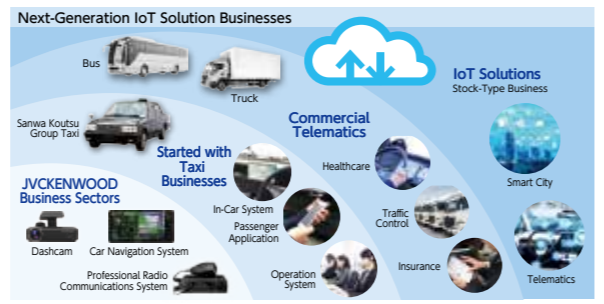 Next-Generation IoT Solution Businesses
Bus
Truck
IoT Solutions
Stock-Type Business
Sanwa Koutsu
Group Taxi
Commercial
Telematics
Started with
Taxi
Businesses
Healthcare
Smart City
JVCKENWOOD
Business Sectors
In-Car System
Passenger
Application
Traffic
Control
Dashcam
Car Navigation System
Insurance
Telematics
Professional Radio
Communications System
Operation
System